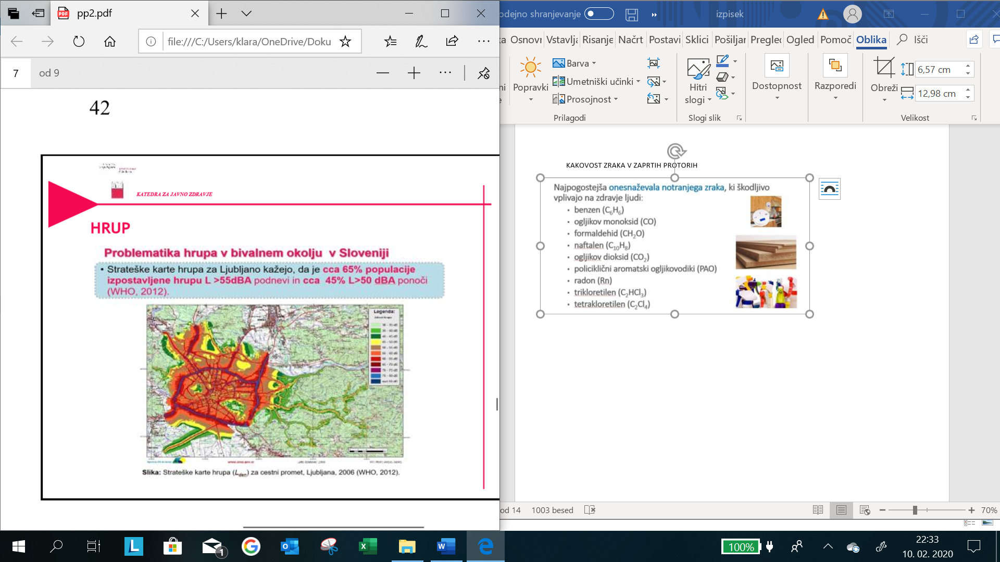 pp2.pdf
file:///C:/Users/klara/OneDrive/Doku
7
od 9
42
KATEDRA ZA JAVNO ZDRAVJE
HRUP
Problematika hrupa v bivalnem okolju v Sloveniji
• Strateške karte hrupa za Ljubljano kažejo, da je cca 65% populacije
izpostavljene hrupu L >55dBA podnevi in cca 45% L>50 dBA ponoči
(WHO, 2012).
Legenda:
Slika: Strateške karte hrupa (Lden) za cestni promet, Ljubljana, 2006 (WHO, 2012).
odejno shranjevanje
izpisek
Osnovn
Vstavlja
Risanje
Načrt
Postavi
Sklici
Pošiljan
Pregled
Ogled
Pomoč
Oblika
Išči
Popravki
Barva
Umetniški učinki
Prosojnost
Prilagodi
Hitri
slogi
Slogi slik
Dostopnost
Razporedi
Obreži
6,57 cm
12,98 cm
Velikost
KAKOVOST ZRAKA V ZAPRTIH PROTORIH
Najpogostejša onesnaževala notranjega zraka, ki škodljivo
vplivajo na zdravje ljudi:
• benzen (C6H6)
• ogljikov monoksid (CO)
• formaldehid (CH2O)
• naftalen (C10H8)
• ogljikov dioksid (CO2)
• policiklični aromatski ogljikovodiki (PAO)
• radon (Rn)
• trikloretilen (C2HCl3)
• tetrakloretilen (C2Cl4)
od 14
1003 besed
70%
1
100%
22:33
10. 02. 2020